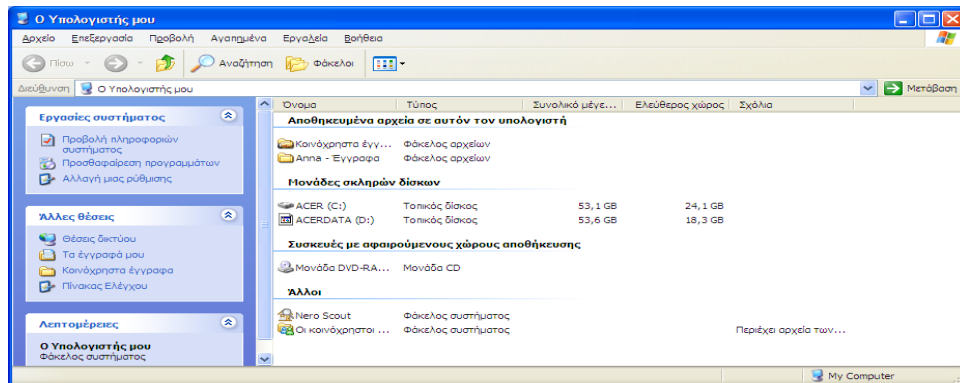 Ο Υπολογιστής μου
Αρχείο Επεξεργασία Προβολή Αγαπημένα Εργαλεία Βοήθεια
Πίσω Αναζήτηση Φάκελοι
Διεύθυνση Ο Υπολογιστής μου Μετάβαση
Εργασίες συστήματος
Προβολή πληροφοριών
συστήματος
Προσθαφαίρεση προγραμμάτων
Αλλαγή μιας ρύθμισης
Άλλες θέσεις
Θέσεις δικτύου
Τα έγγραφά μου
Κοινόχρηστα έγγραφα
Πίνακας Ελέγχου
Λεπτομέρειες
Ο Υπολογιστής μου
Φάκελος συστήματος
Όνομα Τύπος Συνολικό μέγε... Ελεύθερος χώρος Σχόλια
Αποθηκευμένα αρχεία σε αυτόν τον υπολογιστή
Κοινόχρηστα έγγ... Φάκελος αρχείων
Anna - Έγγραφα Φάκελος αρχείων
Μονάδες σκληρών δίσκων
ACER (C:) Τοπικός δίσκος 53,1 GB 24,1 GB
ACERDATA (D:) Τοπικός δίσκος 53,6 GB 18,3 GB
Συσκευές με αφαιρούμενους χώρους αποθήκευσης
Μονάδα DVD-RA... Μονάδα CD
Άλλοι
Nero Scout Φάκελος συστήματος
Οι κοινόχρηστοι ... Φάκελος συστήματος Περιέχει αρχεία των...
My Computer